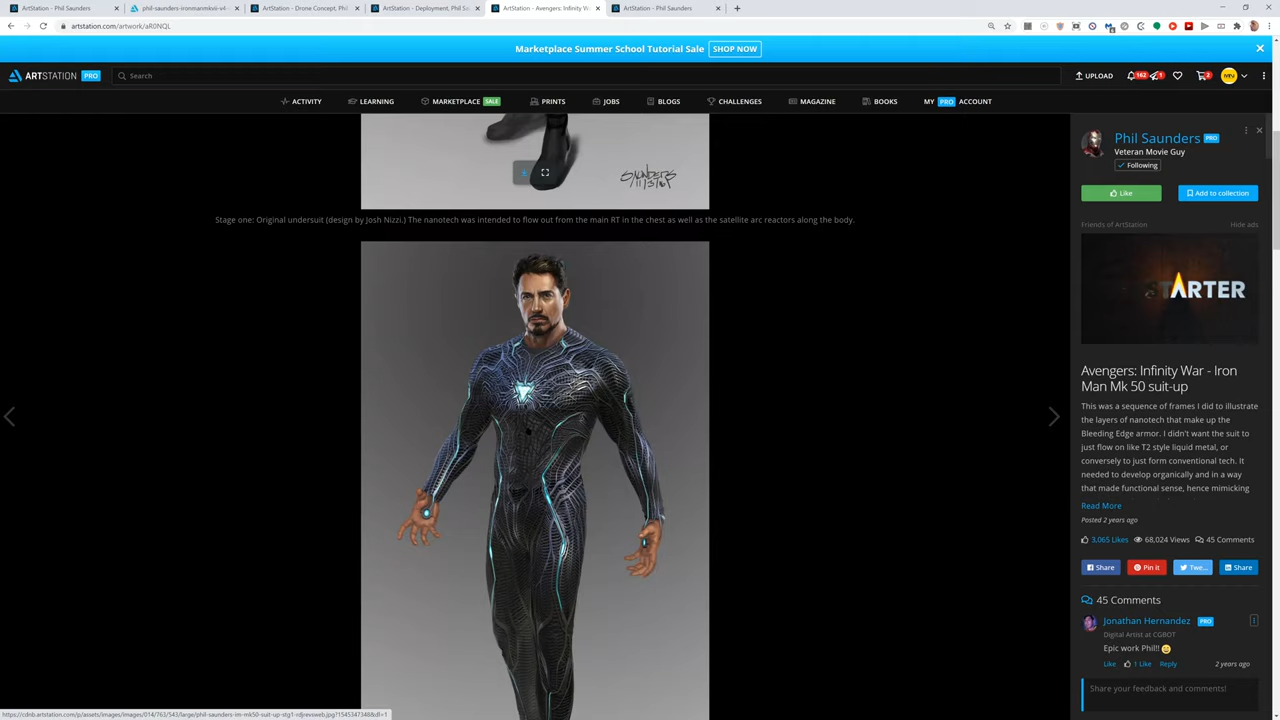 ArtStation - Phil Saunders
phil-saunders-ironmanmkvii-v4-
ArtStation - Drone Concept, Phi
ArtStation - Deployment, Phil Sa
ArtStation - Avengers: Infinity Wa
ArtStation - Phil Saunders
artstation.com/artwork/aR0NQL
Marketplace Summer School Tutorial Sale SHOP NOW
ARTSTATION PRO
Search
UPLOAD
162
1
2
ACTIVITY
LEARNING
MARKETPLACE SALE
PRINTS
JOBS
BLOGS
CHALLENGES
MAGAZINE
BOOKS
MY PRO ACCOUNT
SAUNDERS
Stage one: Original undersuit (design by Josh Nizzi.) The nanotech was intended to flow out from the main RT in the chest as well as the satellite arc reactors along the body.
Phil Saunders PRO
Veteran Movie Guy
Following
Like
Add to collection
Friends of ArtStation
Hide ads
STARTER
Avengers: Infinity War - Iron
Man Mk 50 suit-up
This was a sequence of frames I did to illustrate
the layers of nanotech that make up the
Bleeding Edge armor. I didn't want the suit to
just flow on like T2 style liquid metal, or
conversely to just form conventional tech. It
needed to develop organically and in a way
that made functional sense, hence mimicking
Read More
Posted 2 years ago
3,065 Likes
68,024 Views
45 Comments
Share
Pin it
Twe...
Share
45 Comments
Jonathan Hernandez PRO
Digital Artist at CGBOT
Epic work Phil!!
Like
1 Like
Reply
2 years ago
Share your feedback and comments!